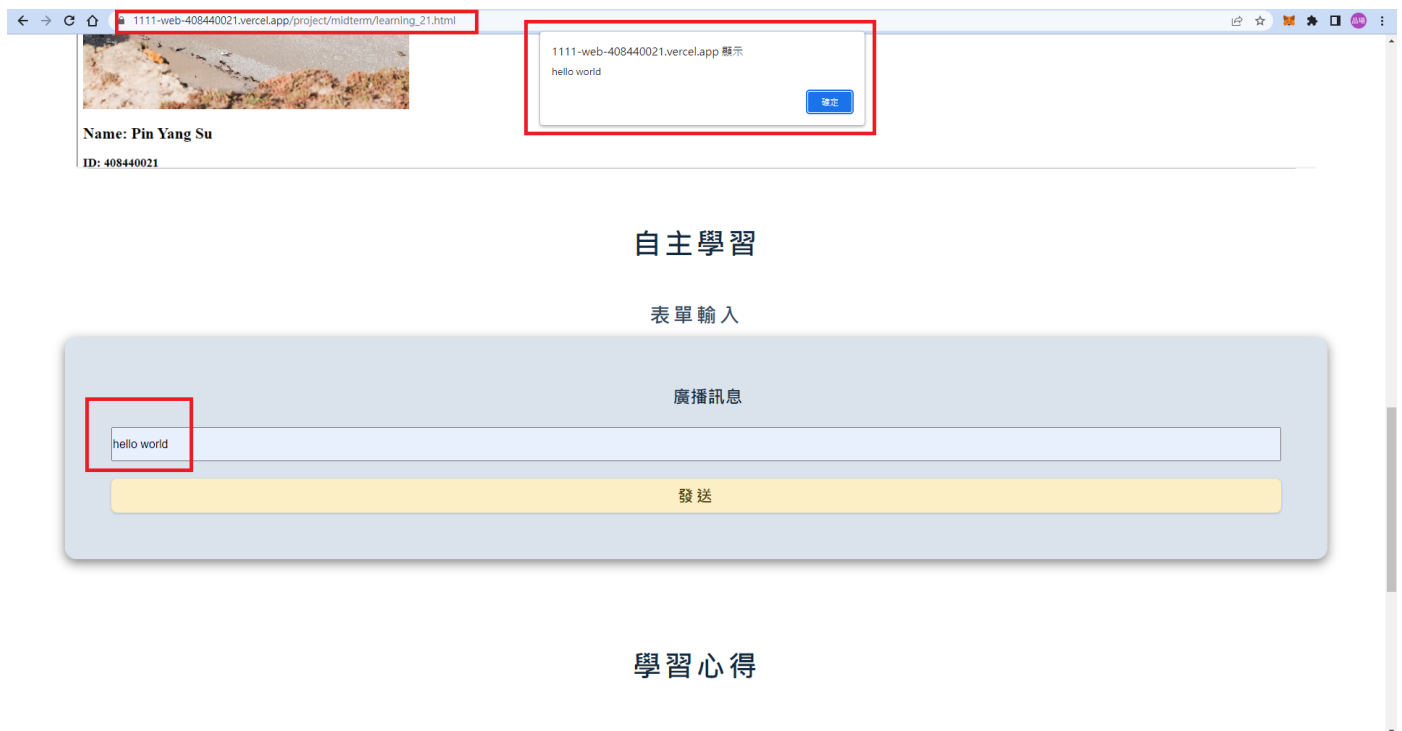 1111-web-408440021.vercel.app/project/midterm/learning_21.html
1111-web-408440021.vercel.app 顯示
hello world
確定
Name: Pin Yang Su
ID: 408440021
自主學習
表單輸入
廣播訊息
hello world
發送
學習心得